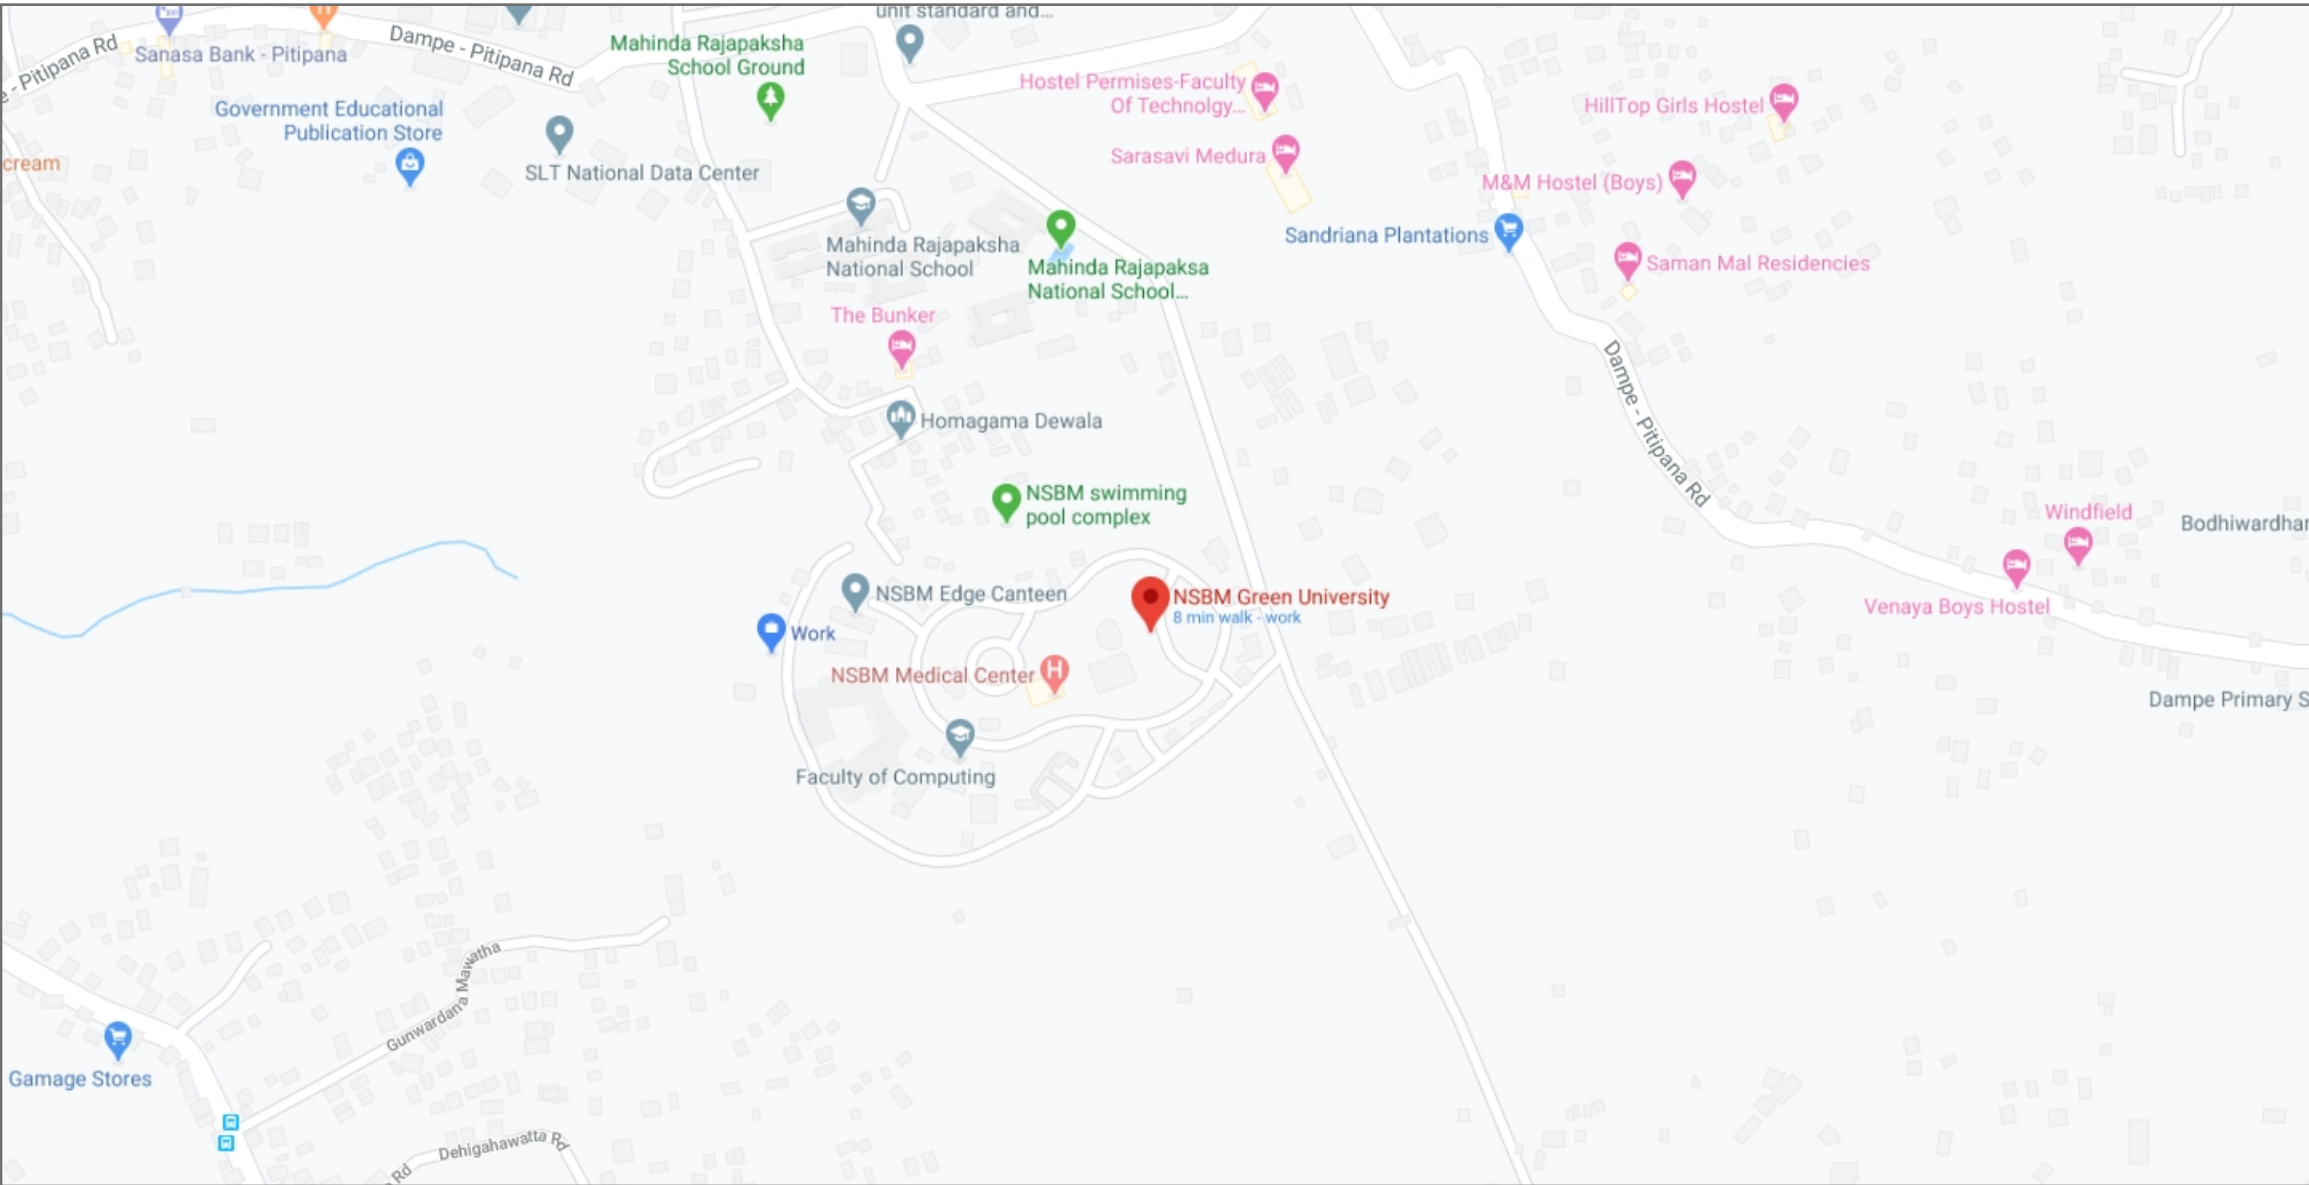 unit standard and...
e - Pitipana Rd
Sanasa Bank - Pitipana
Dampe - Pitipana Rd
Mahinda Rajapaksha
School Ground
Government Educational
Publication Store
cream
SLT National Data Center
Hostel Permises-Faculty
Of Technolgy...
Sarasavi Medura
HillTop Girls Hostel
M&M Hostel (Boys)
Sandriana Plantations
Saman Mal Residencies
Mahinda Rajapaksha
National School
Mahinda Rajapaksa
National School...
The Bunker
Homagama Dewala
Dampe - Pitipana Rd
NSBM swimming
pool complex
Windfield
Bodhiwardhan
Venaya Boys Hostel
NSBM Edge Canteen
NSBM Green University
8 min walk - work
Work
NSBM Medical Center
H
Dampe Primary S
Faculty of Computing
Gunwardana Mawatha
Gamage Stores
Dehigahawatta Rd
Rd